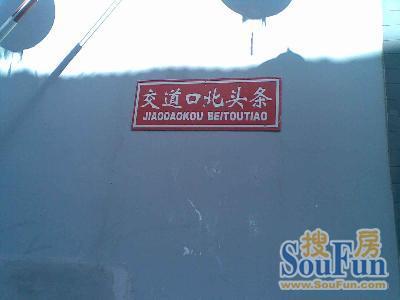 交道口北头条
JIAODAOKOU BEITOUTIAO
搜房
SouFun
www.SouFun.com